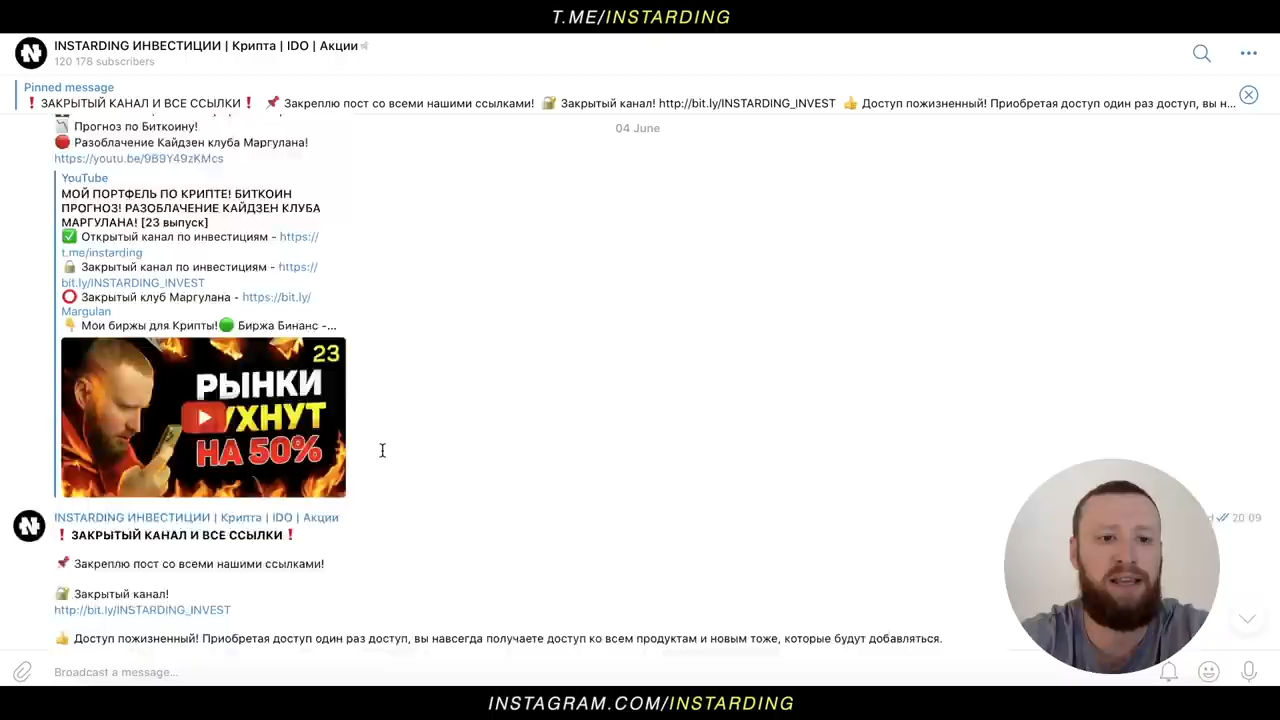 T.ME/INSTARDING
INSTARDING ИНВЕСТИЦИИ | Крипта | IDO | Акции
120 178 subscribers
Pinned message
❗ ЗАКРЫТЫЙ КАНАЛ И ВСЕ ССЫЛКИ❗ 📌 Закреплю пост со всеми нашими ссылками! 🔐 Закрытый канал! http://bit.ly/INSTARDING_INVEST 👍 Доступ пожизненный! Приобретая доступ один раз доступ, вы н...
04 June
📉 Прогноз по Биткоину!
🔴 Разоблачение Кайдзен клуба Маргулана!
https://youtu.be/9B9Y49zKMcs
YouTube
МОЙ ПОРТФЕЛЬ ПО КРИПТЕ! БИТКОИН
ПРОГНОЗ! РАЗОБЛАЧЕНИЕ КАЙДЗЕН КЛУБА
МАРГУЛАНА! [23 выпуск]
✅ Открытый канал по инвестициям - https://
t.me/instarding
🔒 Закрытый канал по инвестициям - https://
bit.ly/INSTARDING_INVEST
⭕ Закрытый клуб Маргулана - https://bit.ly/
Margulan
👇 Мои биржы для Крипты!🟢 Биржа Бинанс -...
23
РЫНКИ
УХНУТ
НА 50%
INSTARDING ИНВЕСТИЦИИ | Крипта | IDO | Акции
20:09
❗ ЗАКРЫТЫЙ КАНАЛ И ВСЕ ССЫЛКИ❗
📌 Закреплю пост со всеми нашими ссылками!
🔐 Закрытый канал!
http://bit.ly/INSTARDING_INVEST
👍 Доступ пожизненный! Приобретая доступ один раз доступ, вы навсегда получаете доступ ко всем продуктам и новым тоже, которые будут добавляться.
Broadcast a message...
INSTAGRAM.COM/INSTARDING